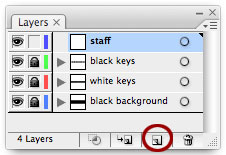 Layers ×
staff
black keys
white keys
black background
4 Layers